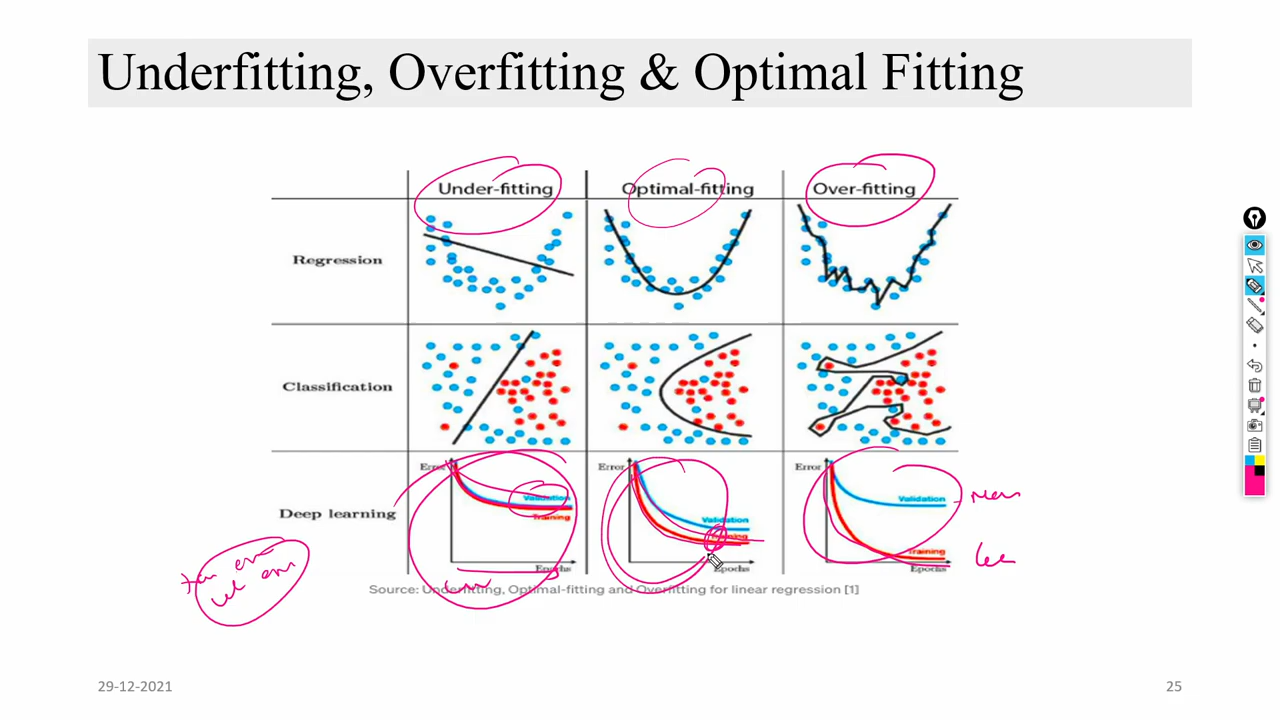 Underfitting, Overfitting & Optimal Fitting
Under-fitting
Optimal-fitting
Over-fitting
Regression
Classification
Deep learning
Error
Validation
Training
Epochs
Error
Validation
Training
Epochs
Error
Validation
Training
Epochs
Source: Underfitting, Optimal-fitting and Overfitting for linear regression [1]
29-12-2021
25